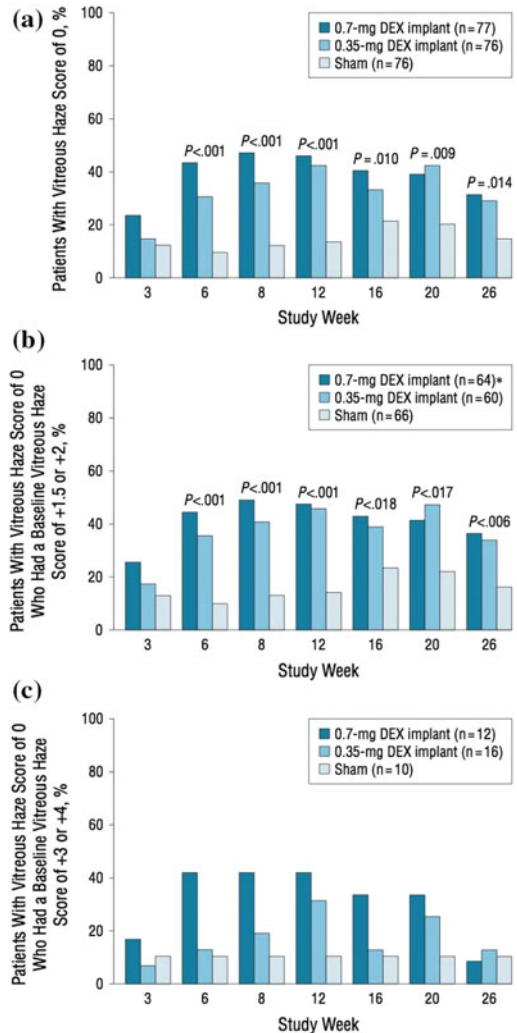 (a)
Patients With Vitreous Haze Score of 0, %
100
80
60
40
20
0
0.7-mg DEX implant (n=77)
0.35-mg DEX implant (n=76)
Sham (n=76)
P<.001
P<.001
P<.001
P=.010
P=.009
P=.014
3 6 8 12 16 20 26
Study Week
(b)
Patients With Vitreous Haze Score of 0
Who Had a Baseline Vitreous Haze
Score of +1.5 or +2, %
100
80
60
40
20
0
0.7-mg DEX implant (n=64)*
0.35-mg DEX implant (n=60)
Sham (n=66)
P<.001
P<.001
P<.001
P<.018
P<.017
P<.006
3 6 8 12 16 20 26
Study Week
(c)
Patients With Vitreous Haze Score of 0
Who Had a Baseline Vitreous Haze
Score of +3 or +4, %
100
80
60
40
20
0
0.7-mg DEX implant (n=12)
0.35-mg DEX implant (n=16)
Sham (n=10)
3 6 8 12 16 20 26
Study Week